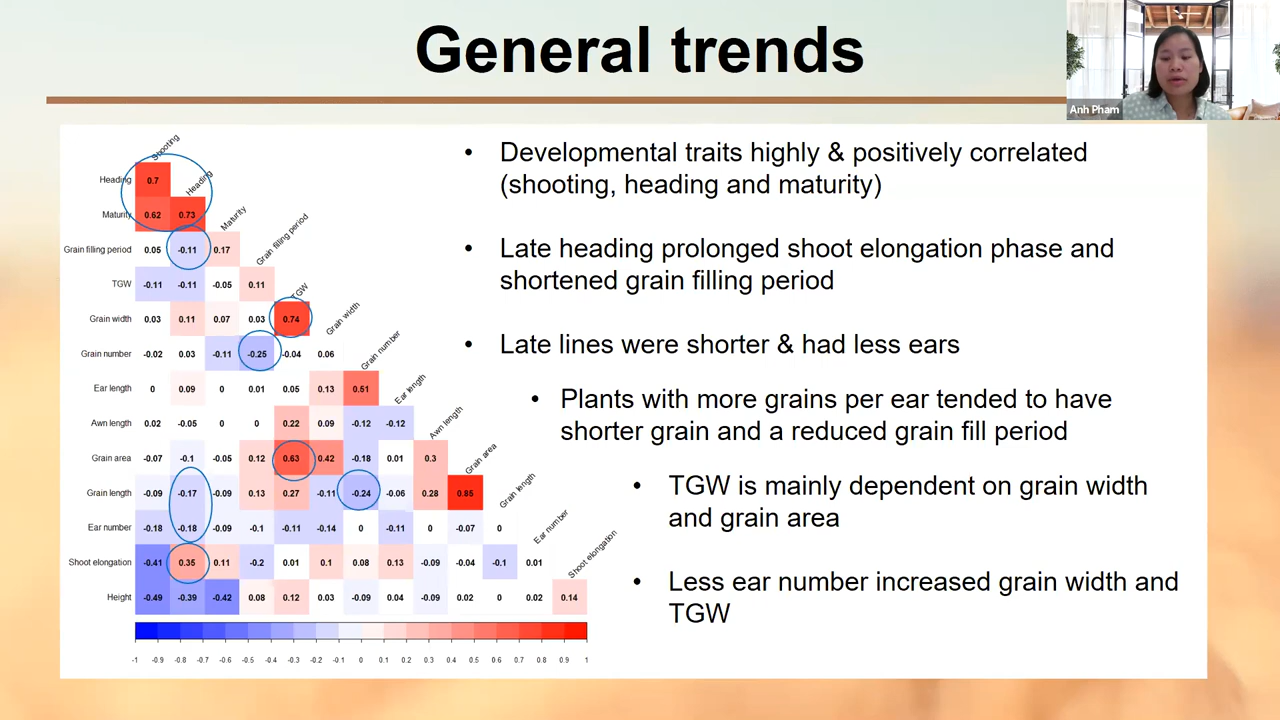 General trends
Anh Pham
Shooting
Heading 0.7 Heading
Maturity 0.62 0.73 Maturity
Grain filling period 0.05 -0.11 0.17 Grain filling period
TGW -0.11 -0.11 -0.05 0.11 TGW
Grain width 0.03 0.11 0.07 0.03 0.74 Grain width
Grain number -0.02 0.03 -0.11 -0.25 -0.04 0.06 Grain number
Ear length 0 0.09 0 0.01 0.05 0.13 0.51 Ear length
Awn length 0.02 -0.05 0 0 0.22 0.09 -0.12 -0.12 Awn length
Grain area -0.07 -0.1 -0.05 0.12 0.63 0.42 -0.18 0.01 0.3 Grain area
Grain length -0.09 -0.17 -0.09 0.13 0.27 -0.11 -0.24 -0.06 0.28 0.85 Grain length
Ear number -0.18 -0.18 -0.09 -0.1 -0.11 -0.14 0 -0.11 0 -0.07 0 Ear number
Shoot elongation -0.41 0.35 0.11 -0.2 0.01 0.1 0.08 0.13 -0.09 -0.04 -0.1 0.01 Shoot elongation
Height -0.49 -0.39 -0.42 0.08 0.12 0.03 -0.09 0.04 -0.09 0.02 0 0.02 0.14
-1 -0.9 -0.8 -0.7 -0.6 -0.5 -0.4 -0.3 -0.2 -0.1 0 0.1 0.2 0.3 0.4 0.5 0.6 0.7 0.8 0.9 1
• Developmental traits highly & positively correlated
(shooting, heading and maturity)
• Late heading prolonged shoot elongation phase and
shortened grain filling period
• Late lines were shorter & had less ears
• Plants with more grains per ear tended to have
shorter grain and a reduced grain fill period
• TGW is mainly dependent on grain width
and grain area
• Less ear number increased grain width and
TGW